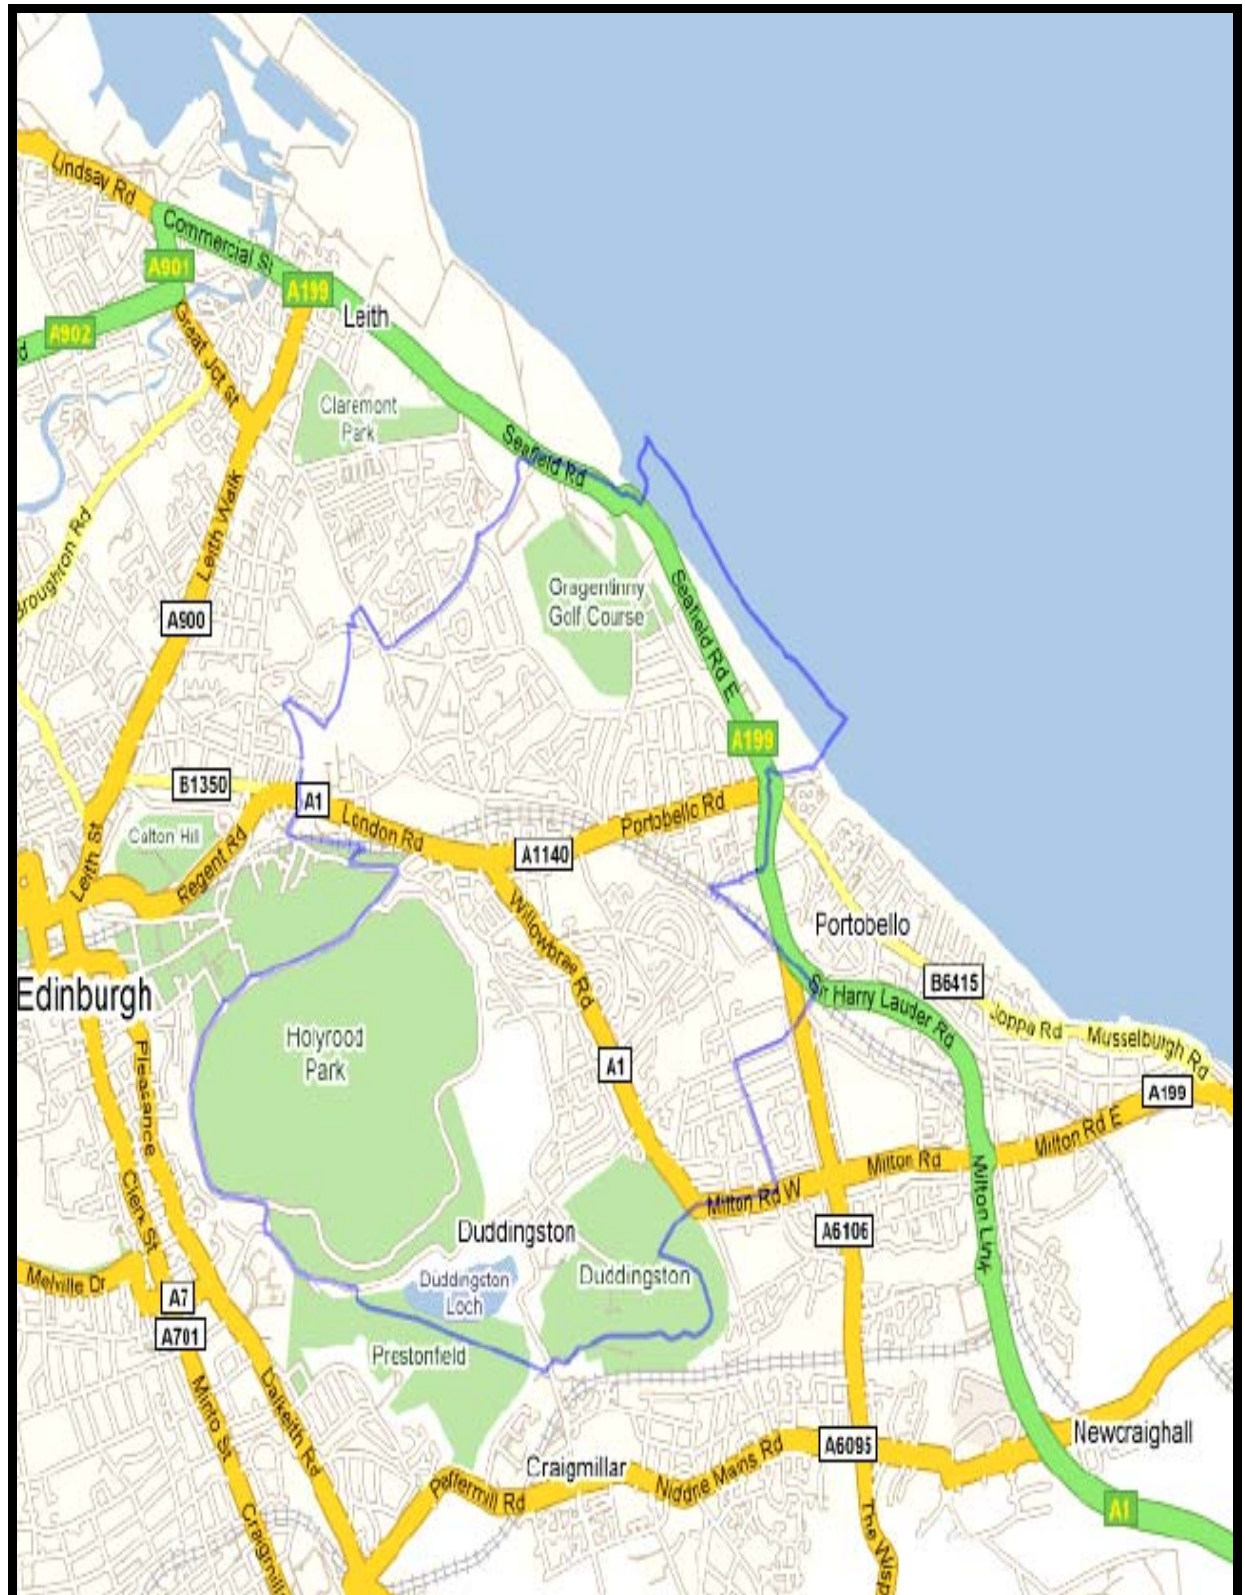 Lindsay Rd
Commercial St
A901
A199
A902
d
Leith
Great Jct St
Claremont
Park
Seafield Rd
Leith Walk
Broughton Rd
A900
Gragentinny
Golf Course
Seafield Rd E
A199
B1350
A1
London Rd
Portobello Rd
A1140
Calton Hill
Regent Rd
Leith St
Willowbrae Rd
Portobello
B6415
Edinburgh
Sir Harry Lauder Rd
Joppa Rd
Musselburgh Rd
Holyrood
Park
A1
A199
Pleasance
Milton Rd E
Milton Rd
Milton Rd W
Milton Link
Clerk St
Duddingston
A6106
Duddingston
Loch
Duddingston
Melville Dr
A7
A701
Prestonfield
Minto St
Dalkeith Rd
Newcraighall
A6095
Craigmillar
Niddrie Mains Rd
Peffermill Rd
A1
Craigmill
The Wisp